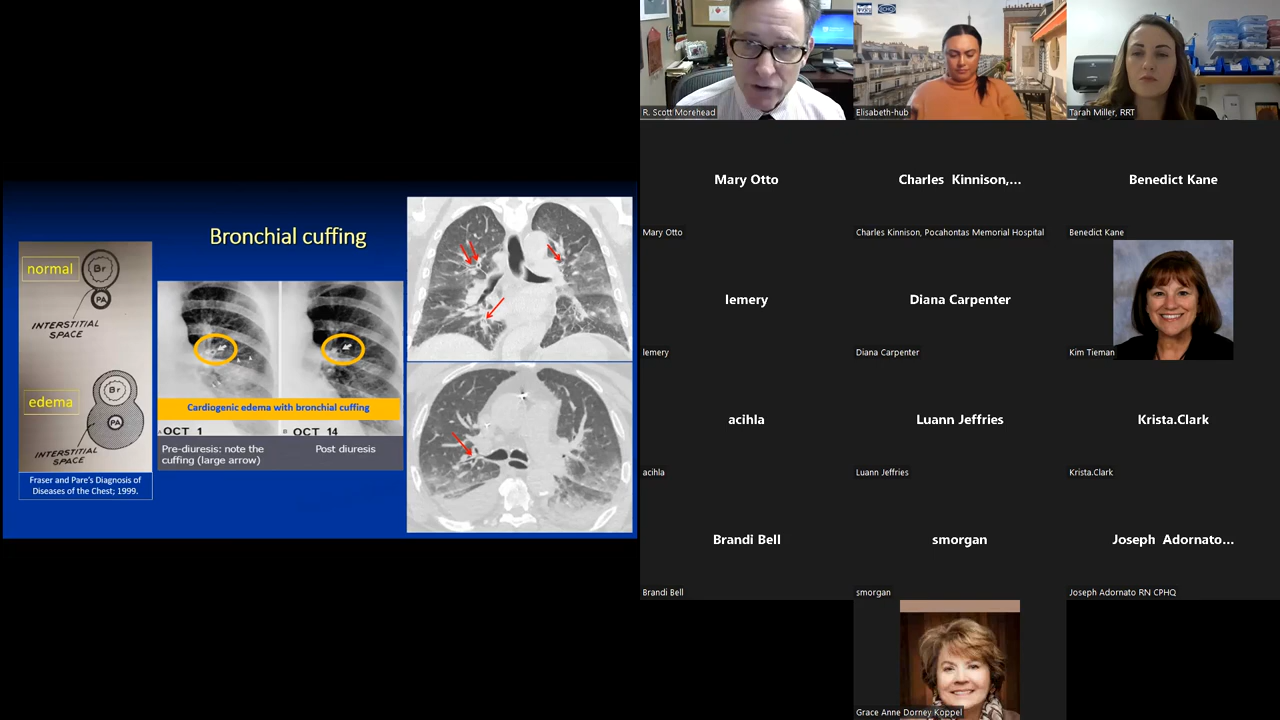 Bronchial cuffing
normal
Br
PA
INTERSTITIAL
SPACE
edema
Br
PA
INTERSTITIAL
SPACE
Fraser and Pare's Diagnosis of
Diseases of the Chest; 1999.
Cardiogenic edema with bronchial cuffing
A OCT 1
B OCT 14
Pre-diuresis: note the
cuffing (large arrow)
Post diuresis
R. Scott Morehead
Elisabeth-hub
Tarah Miller, RRT
Mary Otto
Mary Otto
Charles Kinnison,...
Charles Kinnison, Pocahontas Memorial Hospital
Benedict Kane
Benedict Kane
lemery
lemery
Diana Carpenter
Diana Carpenter
Kim Tieman
acihla
acihla
Luann Jeffries
Luann Jeffries
Krista.Clark
Krista.Clark
Brandi Bell
Brandi Bell
smorgan
smorgan
Joseph Adornato...
Joseph Adornato RN CPHQ
Grace Anne Dorney Koppel